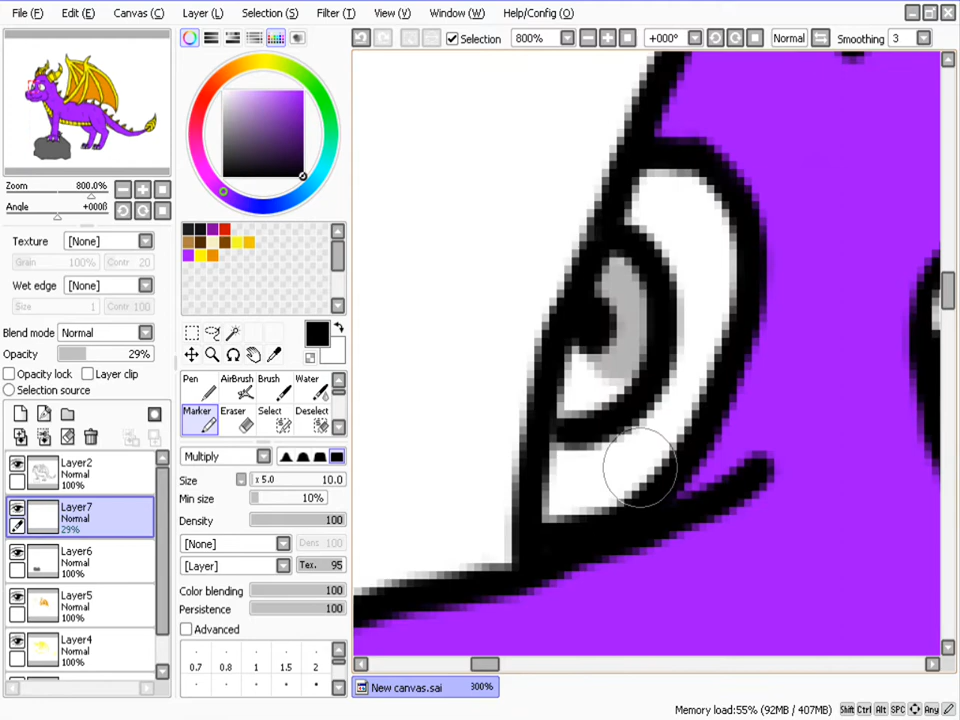 File (F) Edit (E) Canvas (C) Layer (L) Selection (S) Filter (T) View (V) Window (W) Help/Config (O)
Selection 800% +000° Normal Smoothing 3
Zoom 800.0%
Angle +000ß
Texture [None]
Grain 100% Contr 20
Wet edge [None]
Size 1 Contr 100
Blend mode Normal
Opacity 29%
Opacity lock Layer clip
Selection source
Layer2
Normal
100%
Layer7
Normal
29%
Layer6
Normal
100%
Layer5
Normal
100%
Layer4
Normal
100%
Pen AirBrush Brush Water
Marker Eraser Select Deselect
Multiply
Size x 5.0 10.0
Min size 10%
Density 100
[None] Dens 100
[Layer] Tex. 95
Color blending 100
Persistence 100
Advanced
0.7 0.8 1 1.5 2
New canvas.sai 800%
Memory load:55% (92MB / 407MB) Shift Ctrl Alt SPC Any